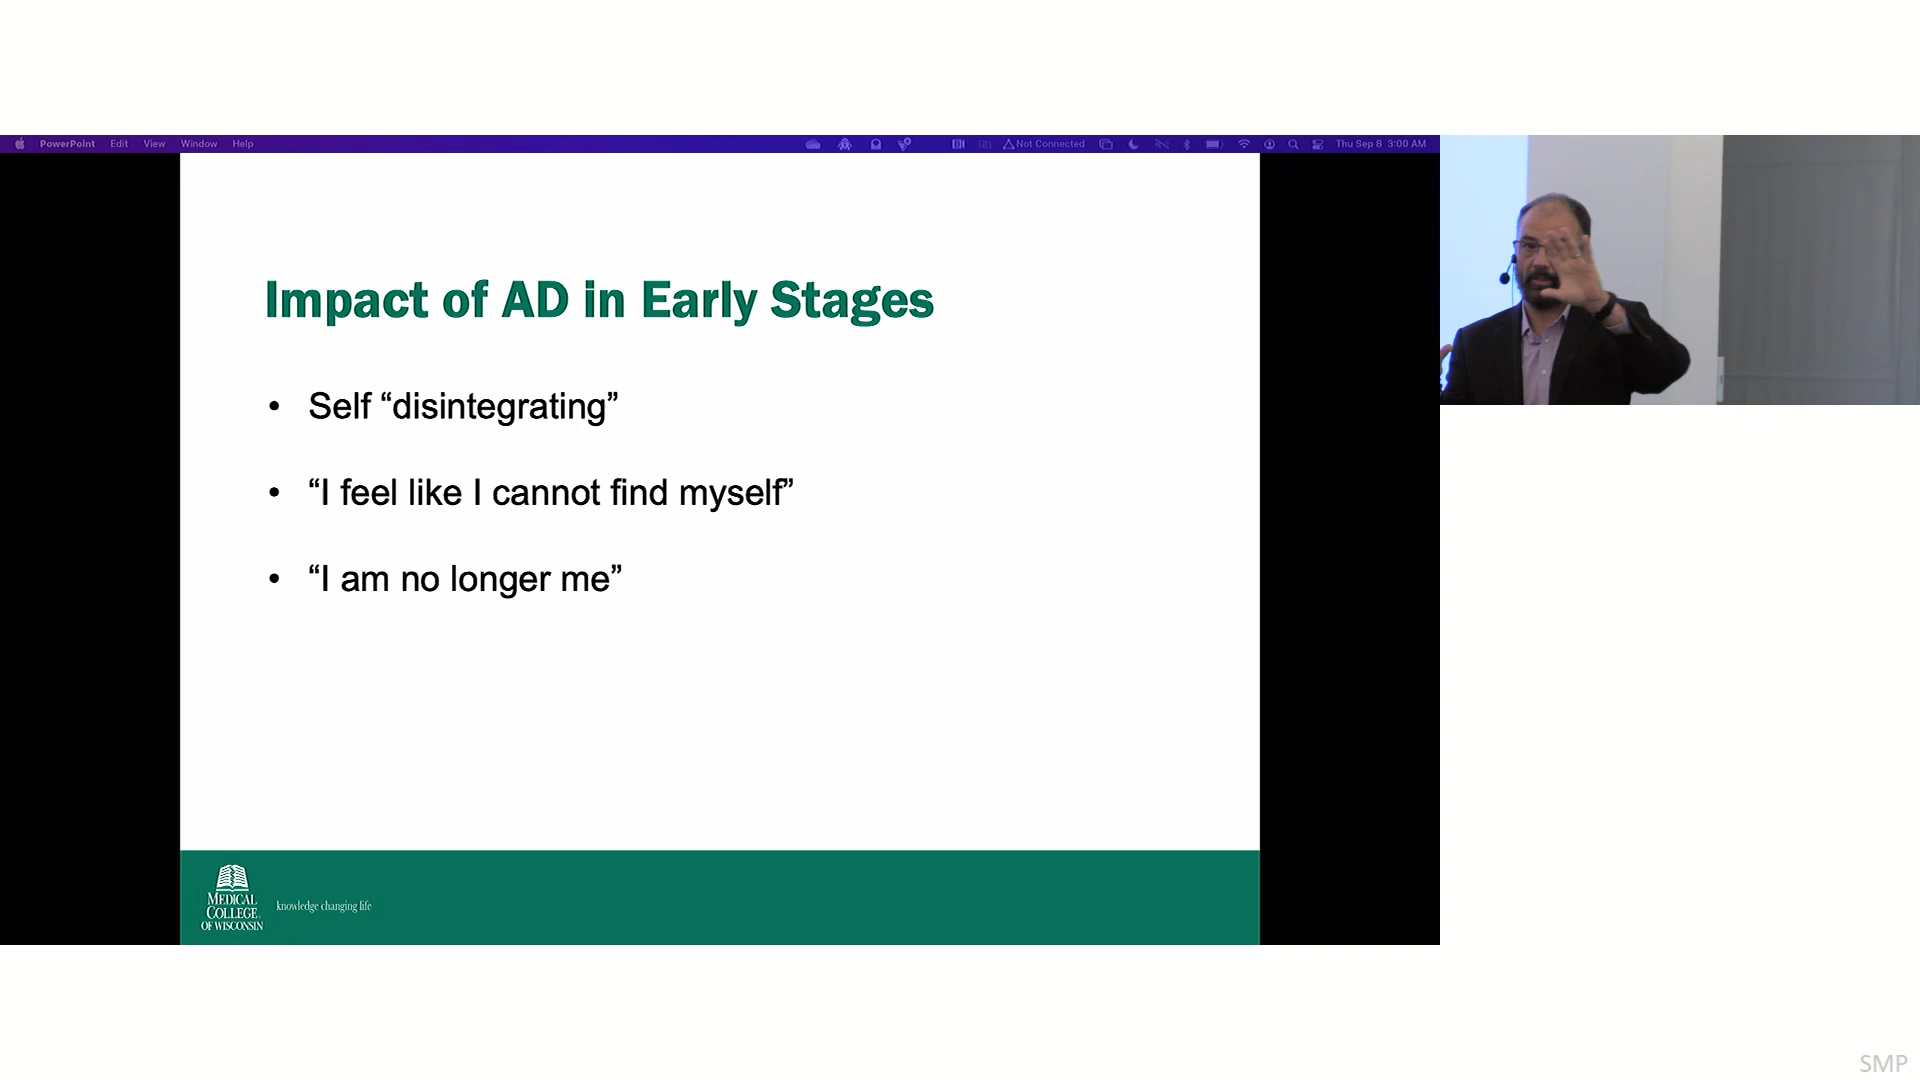 PowerPoint Edit View Window Help Not Connected Thu Sep 8 3:00 AM
Impact of AD in Early Stages
• Self “disintegrating”
• “I feel like I cannot find myself”
• “I am no longer me”
MEDICAL
COLLEGE
OF WISCONSIN
knowledge changing life
SMP